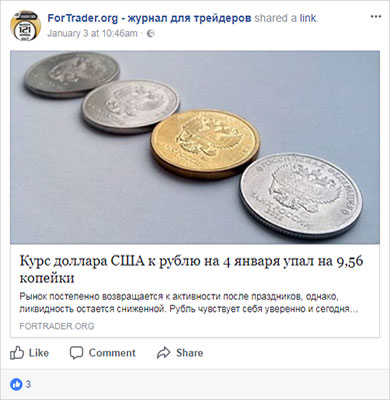 ForTrader.org - журнал для трейдеров shared a link.
January 3 at 10:46am ·
121
Курс доллара США к рублю на 4 января упал на 9,56
копейки
Рынок постепенно возвращается к активности после праздников, однако,
ликвидность остается сниженной. Рубль чувствует себя уверенно и сегодня…
FORTRADER.ORG
Like Comment Share
3